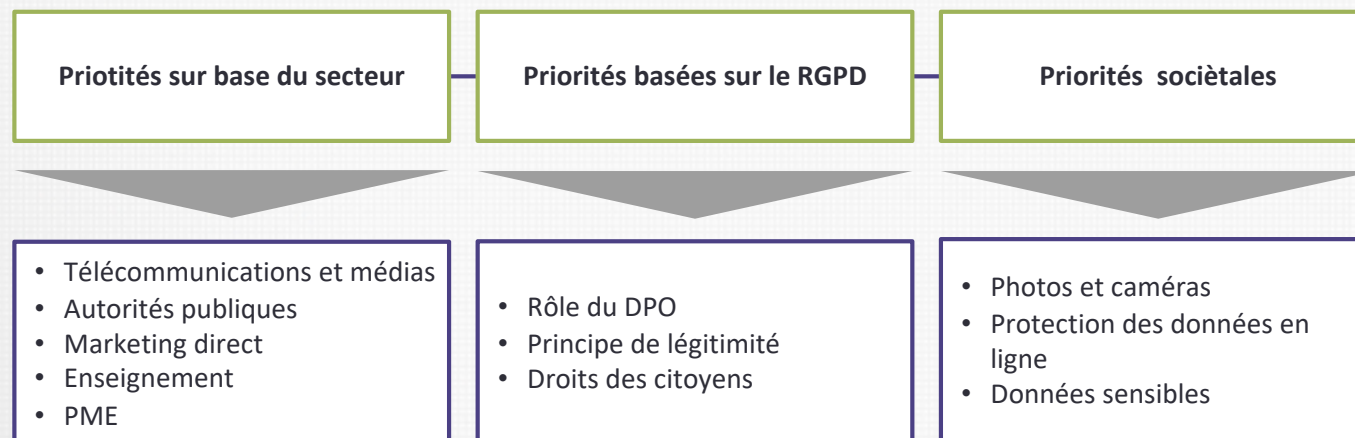 Priotités sur base du secteur
Priorités basées sur le RGPD
Priorités sociètales
• Télécommunications et médias
• Autorités publiques
• Marketing direct
• Enseignement
• PME
• Rôle du DPO
• Principe de légitimité
• Droits des citoyens
• Photos et caméras
• Protection des données en
ligne
• Données sensibles